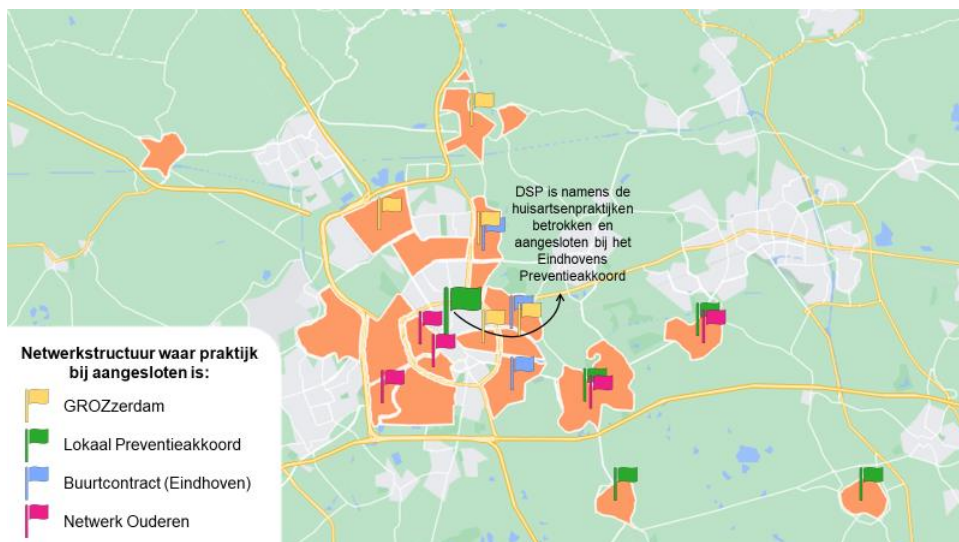 DSP is namens de
huisartsenpraktijken
betrokken en
aangesloten bij het
Eindhovens
Preventieakkoord
Netwerkstructuur waar praktijk
bij aangesloten is:
GROZzerdam
Lokaal Preventieakkoord
Buurtcontract (Eindhoven)
Netwerk Ouderen